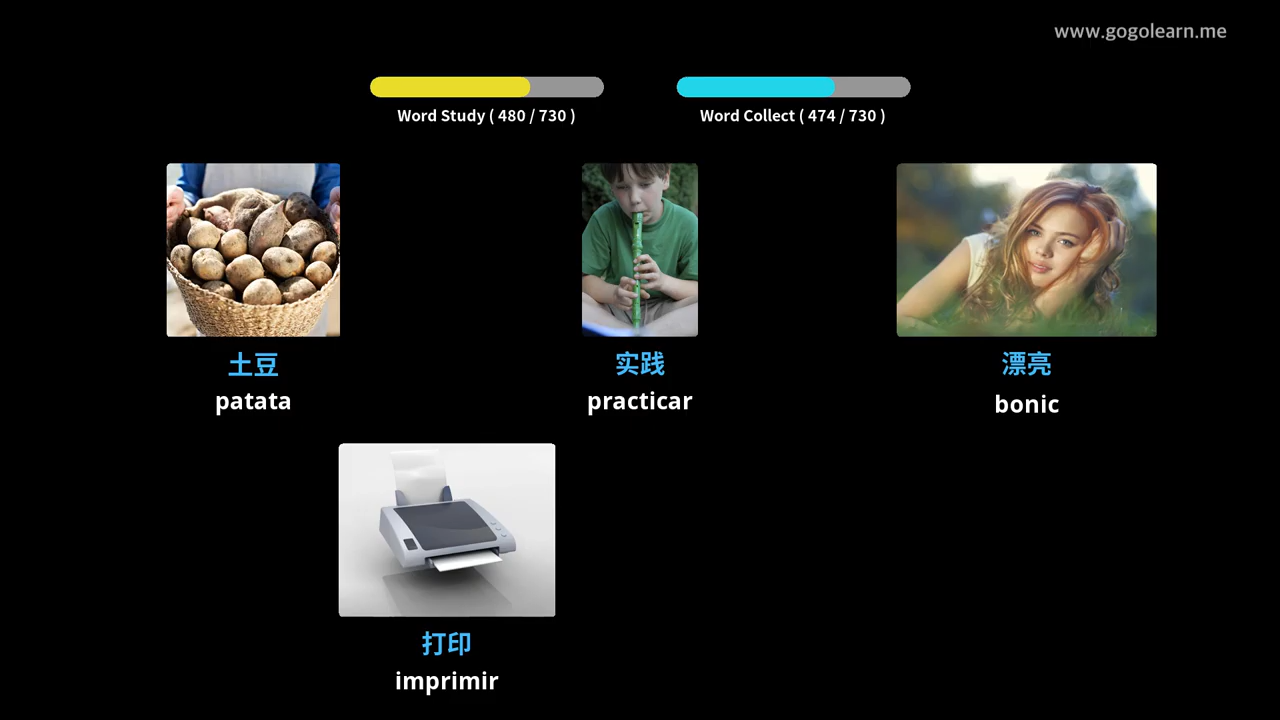 www.gogolearn.me
Word Study ( 480 / 730 )
Word Collect ( 474 / 730 )
土豆
patata
实践
practicar
漂亮
bonic
打印
imprimir